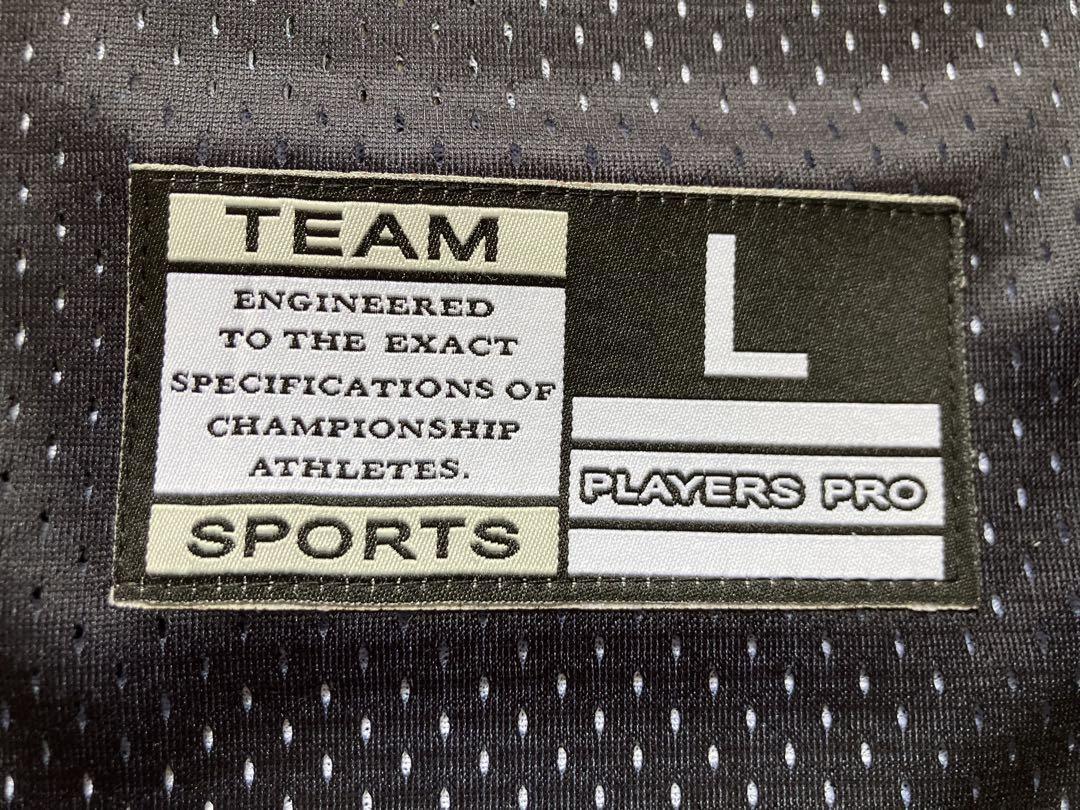 TEAM
ENGINEERED
TO THE EXACT
SPECIFICATIONS OF
CHAMPIONSHIP
ATHLETES.
SPORTS
L
PLAYERS PRO